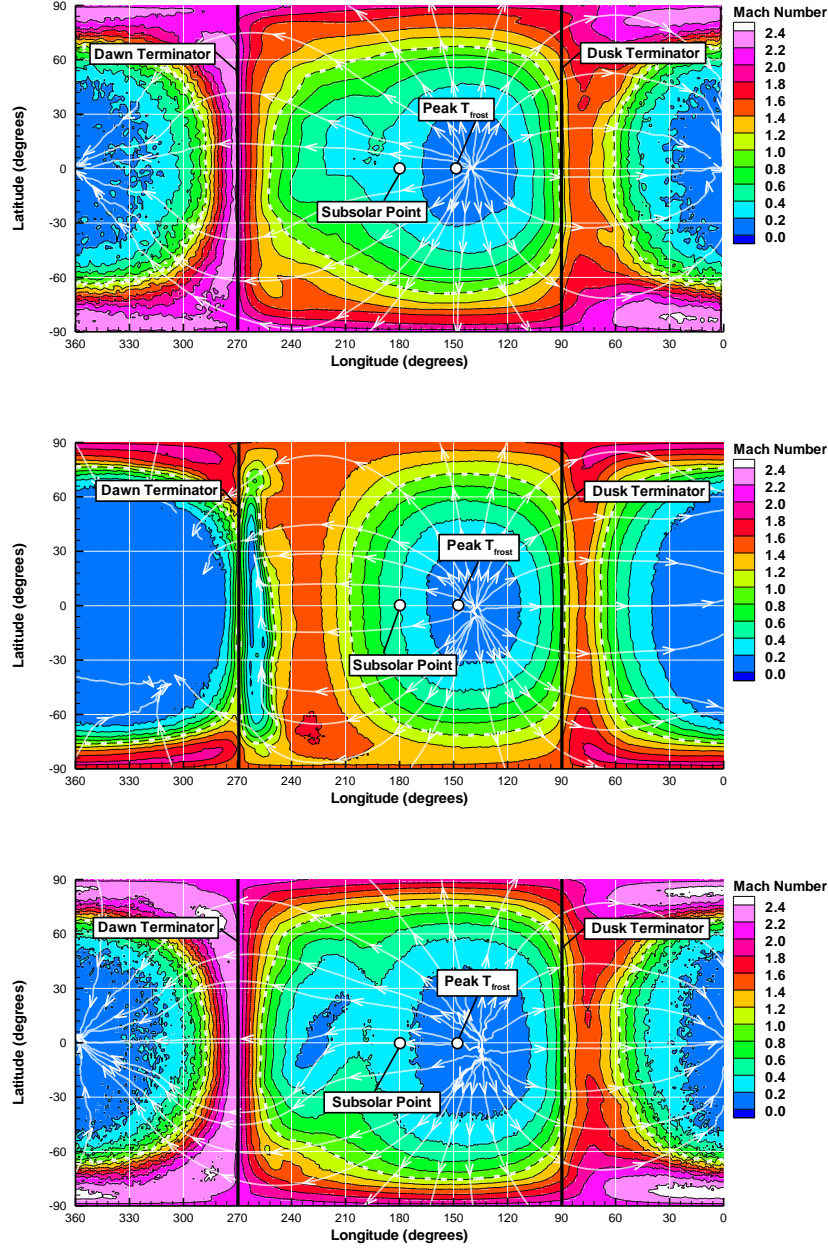 Mach Number
2.4
2.2
2.0
1.8
1.6
1.4
1.2
1.0
0.8
0.6
0.4
0.2
0.0
Dawn Terminator
Dusk Terminator
Peak T_frost
Subsolar Point
90
60
30
0
-30
-60
-90
Latitude (degrees)
360 330 300 270 240 210 180 150 120 90 60 30 0
Longitude (degrees)
Mach Number
2.4
2.2
2.0
1.8
1.6
1.4
1.2
1.0
0.8
0.6
0.4
0.2
0.0
Dawn Terminator
Dusk Terminator
Peak T_frost
Subsolar Point
90
60
30
0
-30
-60
-90
Latitude (degrees)
360 330 300 270 240 210 180 150 120 90 60 30 0
Longitude (degrees)
Mach Number
2.4
2.2
2.0
1.8
1.6
1.4
1.2
1.0
0.8
0.6
0.4
0.2
0.0
Dawn Terminator
Dusk Terminator
Peak T_frost
Subsolar Point
90
60
30
0
-30
-60
-90
Latitude (degrees)
360 330 300 270 240 210 180 150 120 90 60 30 0
Longitude (degrees)